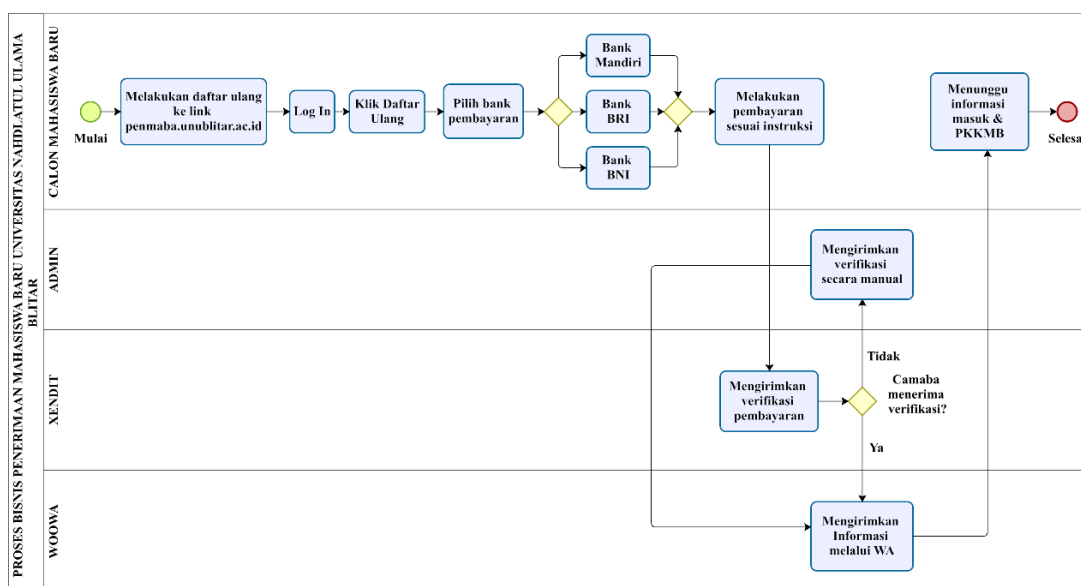 PROSES BISNIS PENERIMAAN MAHASISWA BARU UNIVERSITAS NAHDLATUL ULAMA
BLITAR
CALON MAHASISWA BARU
Mulai
Melakukan daftar ulang
ke link
penmaba.unublitar.ac.id
Log In
Klik Daftar
Ulang
Pilih bank
pembayaran
Bank
Mandiri
Bank
BRI
Bank
BNI
Melakukan
pembayaran
sesuai instruksi
Menunggu
informasi
masuk &
PKKMB
Selesa
ADMIN
Mengirimkan
verifikasi
secara manual
XENDIT
Mengirimkan
verifikasi
pembayaran
Tidak
Camaba
menerima
verifikasi?
Ya
WOOWA
Mengirimkan
Informasi
melalui WA